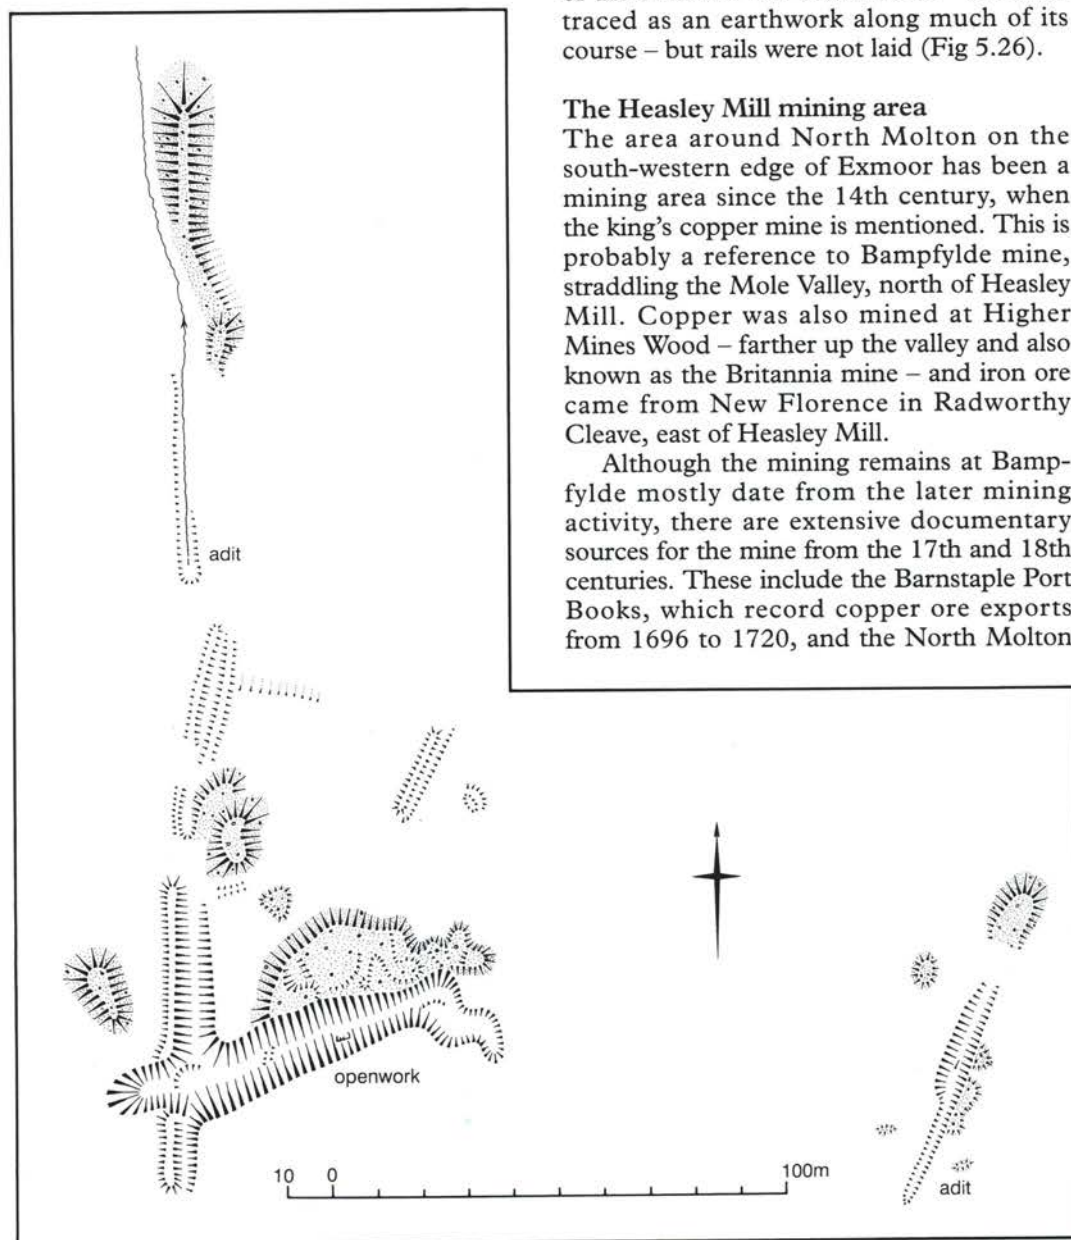 traced as an earthwork along much of its
course – but rails were not laid (Fig 5.26).
The Heasley Mill mining area
The area around North Molton on the
south-western edge of Exmoor has been a
mining area since the 14th century, when
the king's copper mine is mentioned. This is
probably a reference to Bampfylde mine,
straddling the Mole Valley, north of Heasley
Mill. Copper was also mined at Higher
Mines Wood – farther up the valley and also
known as the Britannia mine – and iron ore
came from New Florence in Radworthy
Cleave, east of Heasley Mill.
Although the mining remains at Bamp-
fylde mostly date from the later mining
activity, there are extensive documentary
sources for the mine from the 17th and 18th
centuries. These include the Barnstaple Port
Books, which record copper ore exports
from 1696 to 1720, and the North Molton
adit
openwork
10 0 100m
adit